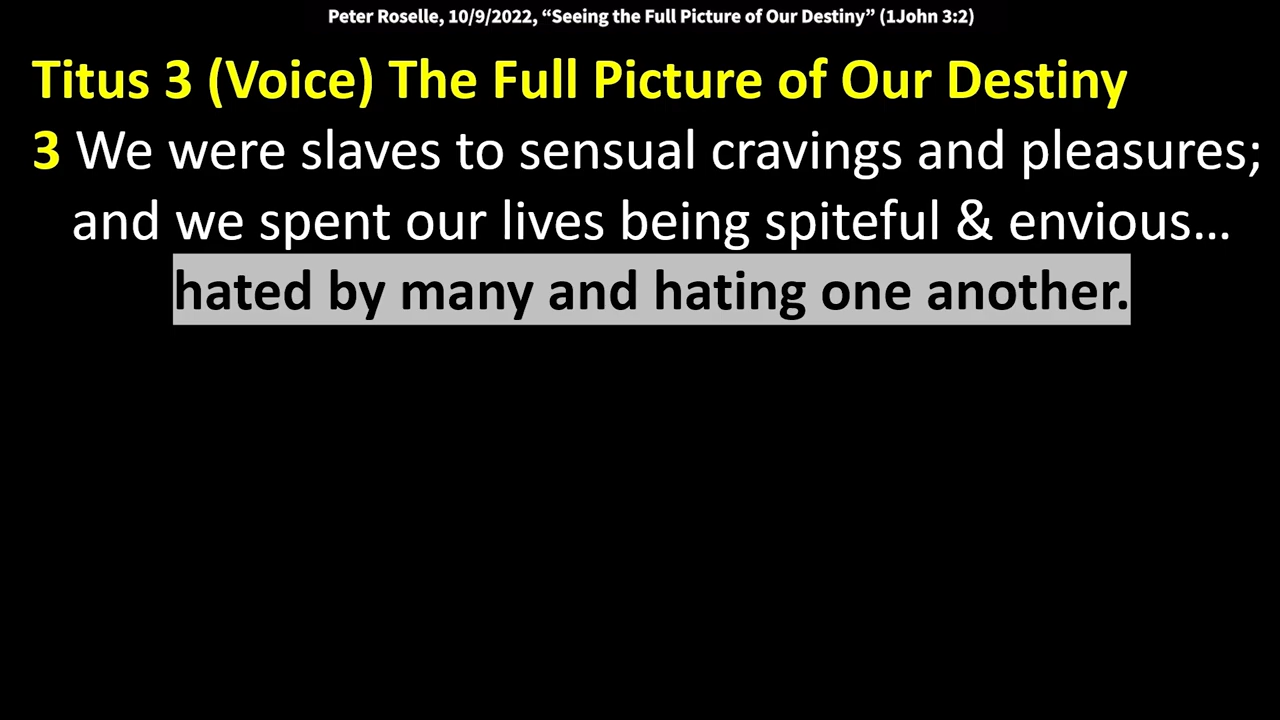 Peter Roselle, 10/9/2022, “Seeing the Full Picture of Our Destiny” (1John 3:2)
Titus 3 (Voice) The Full Picture of Our Destiny
3 We were slaves to sensual cravings and pleasures;
and we spent our lives being spiteful & envious…
hated by many and hating one another.